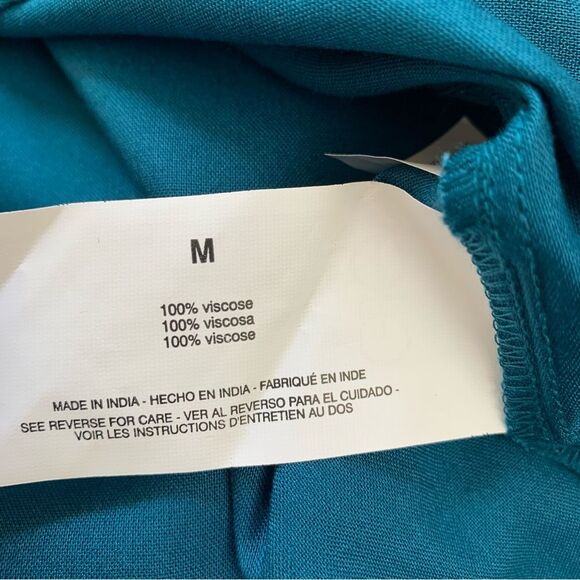 M
100% viscose
100% viscosa
100% viscose
MADE IN INDIA - HECHO EN INDIA - FABRIQUÉ EN INDE
SEE REVERSE FOR CARE - VER AL REVERSO PARA EL CUIDADO -
VOIR LES INSTRUCTIONS D'ENTRETIEN AU DOS